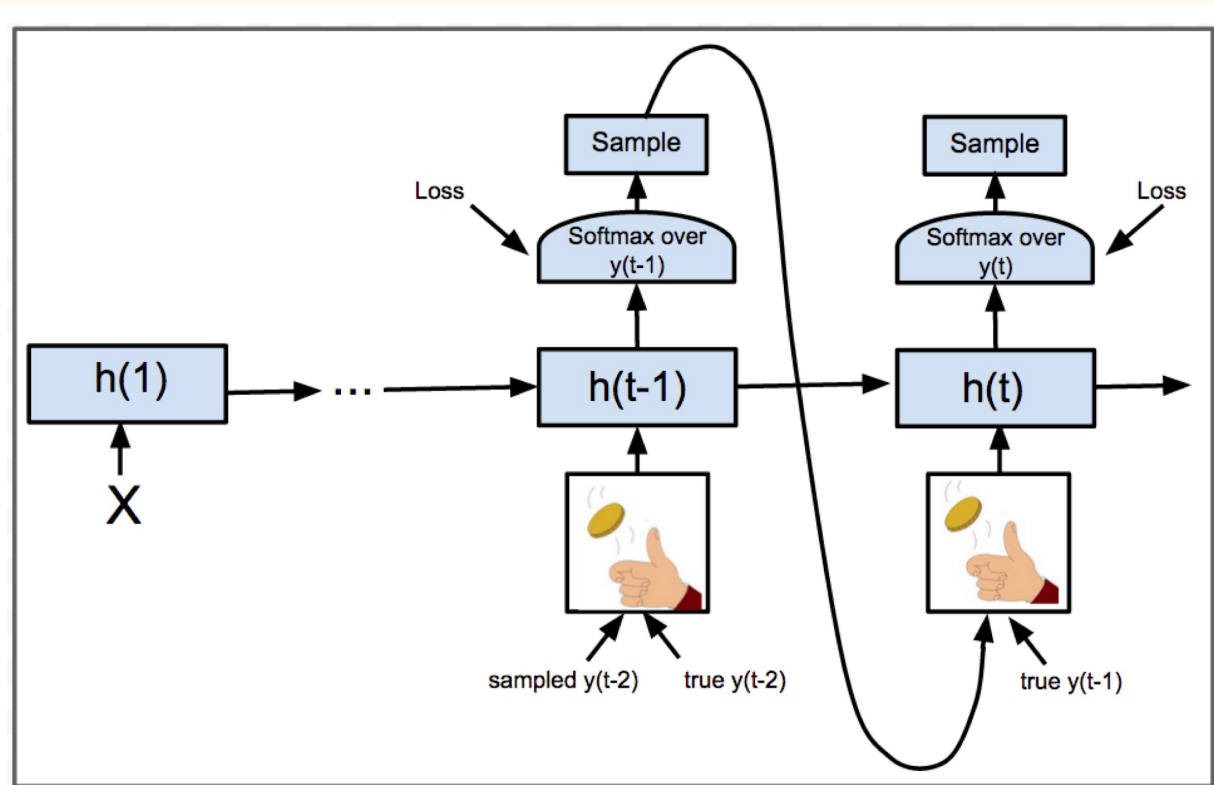 Sample
Sample
Loss
Loss
Softmax over
y(t-1)
Softmax over
y(t)
h(1)
...
h(t-1)
h(t)
X
sampled y(t-2)
true y(t-2)
true y(t-1)